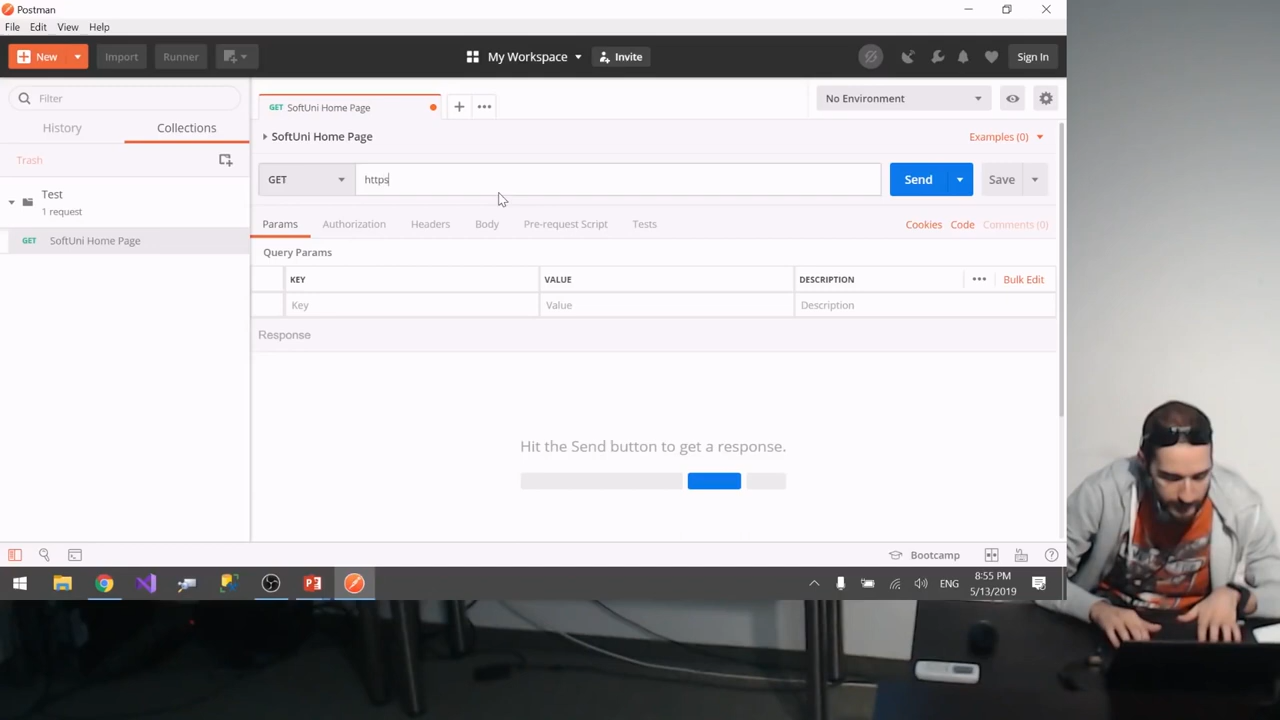 Postman
File Edit View Help
New Import Runner My Workspace Invite Sign In
Filter
History Collections
Trash
Test
1 request
GET SoftUni Home Page
GET SoftUni Home Page
No Environment
SoftUni Home Page
Examples (0)
GET https Send Save
Params Authorization Headers Body Pre-request Script Tests Cookies Code Comments (0)
Query Params
KEY VALUE DESCRIPTION Bulk Edit
Key Value Description
Response
Hit the Send button to get a response.
Bootcamp
ENG
8:55 PM
5/13/2019